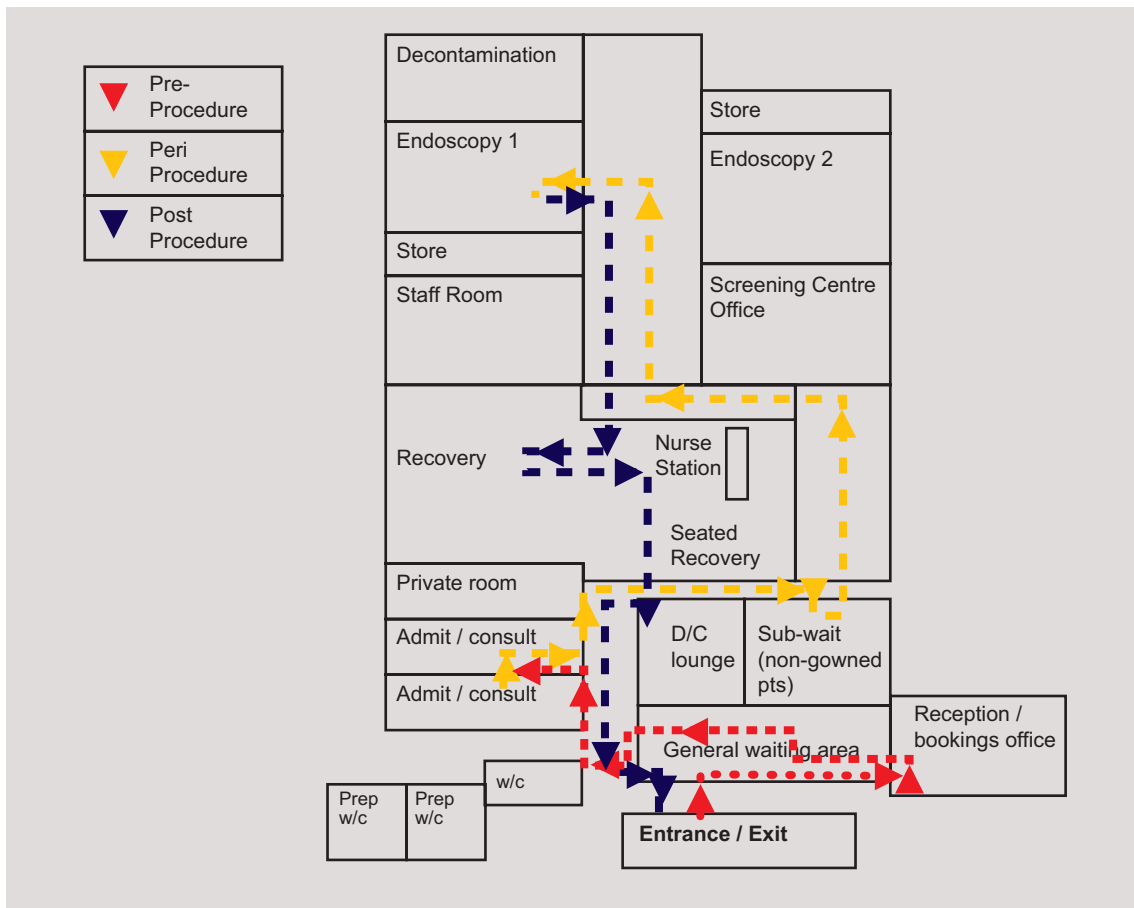 Pre-
Procedure
Peri
Procedure
Post
Procedure
Decontamination
Endoscopy 1
Store
Staff Room
Store
Endoscopy 2
Screening Centre
Office
Recovery
Nurse
Station
Seated
Recovery
Private room
Admit / consult
Admit / consult
D/C
lounge
Sub-wait
(non-gowned
pts)
General waiting area
Reception /
bookings office
w/c
Prep
w/c
Prep
w/c
Entrance / Exit